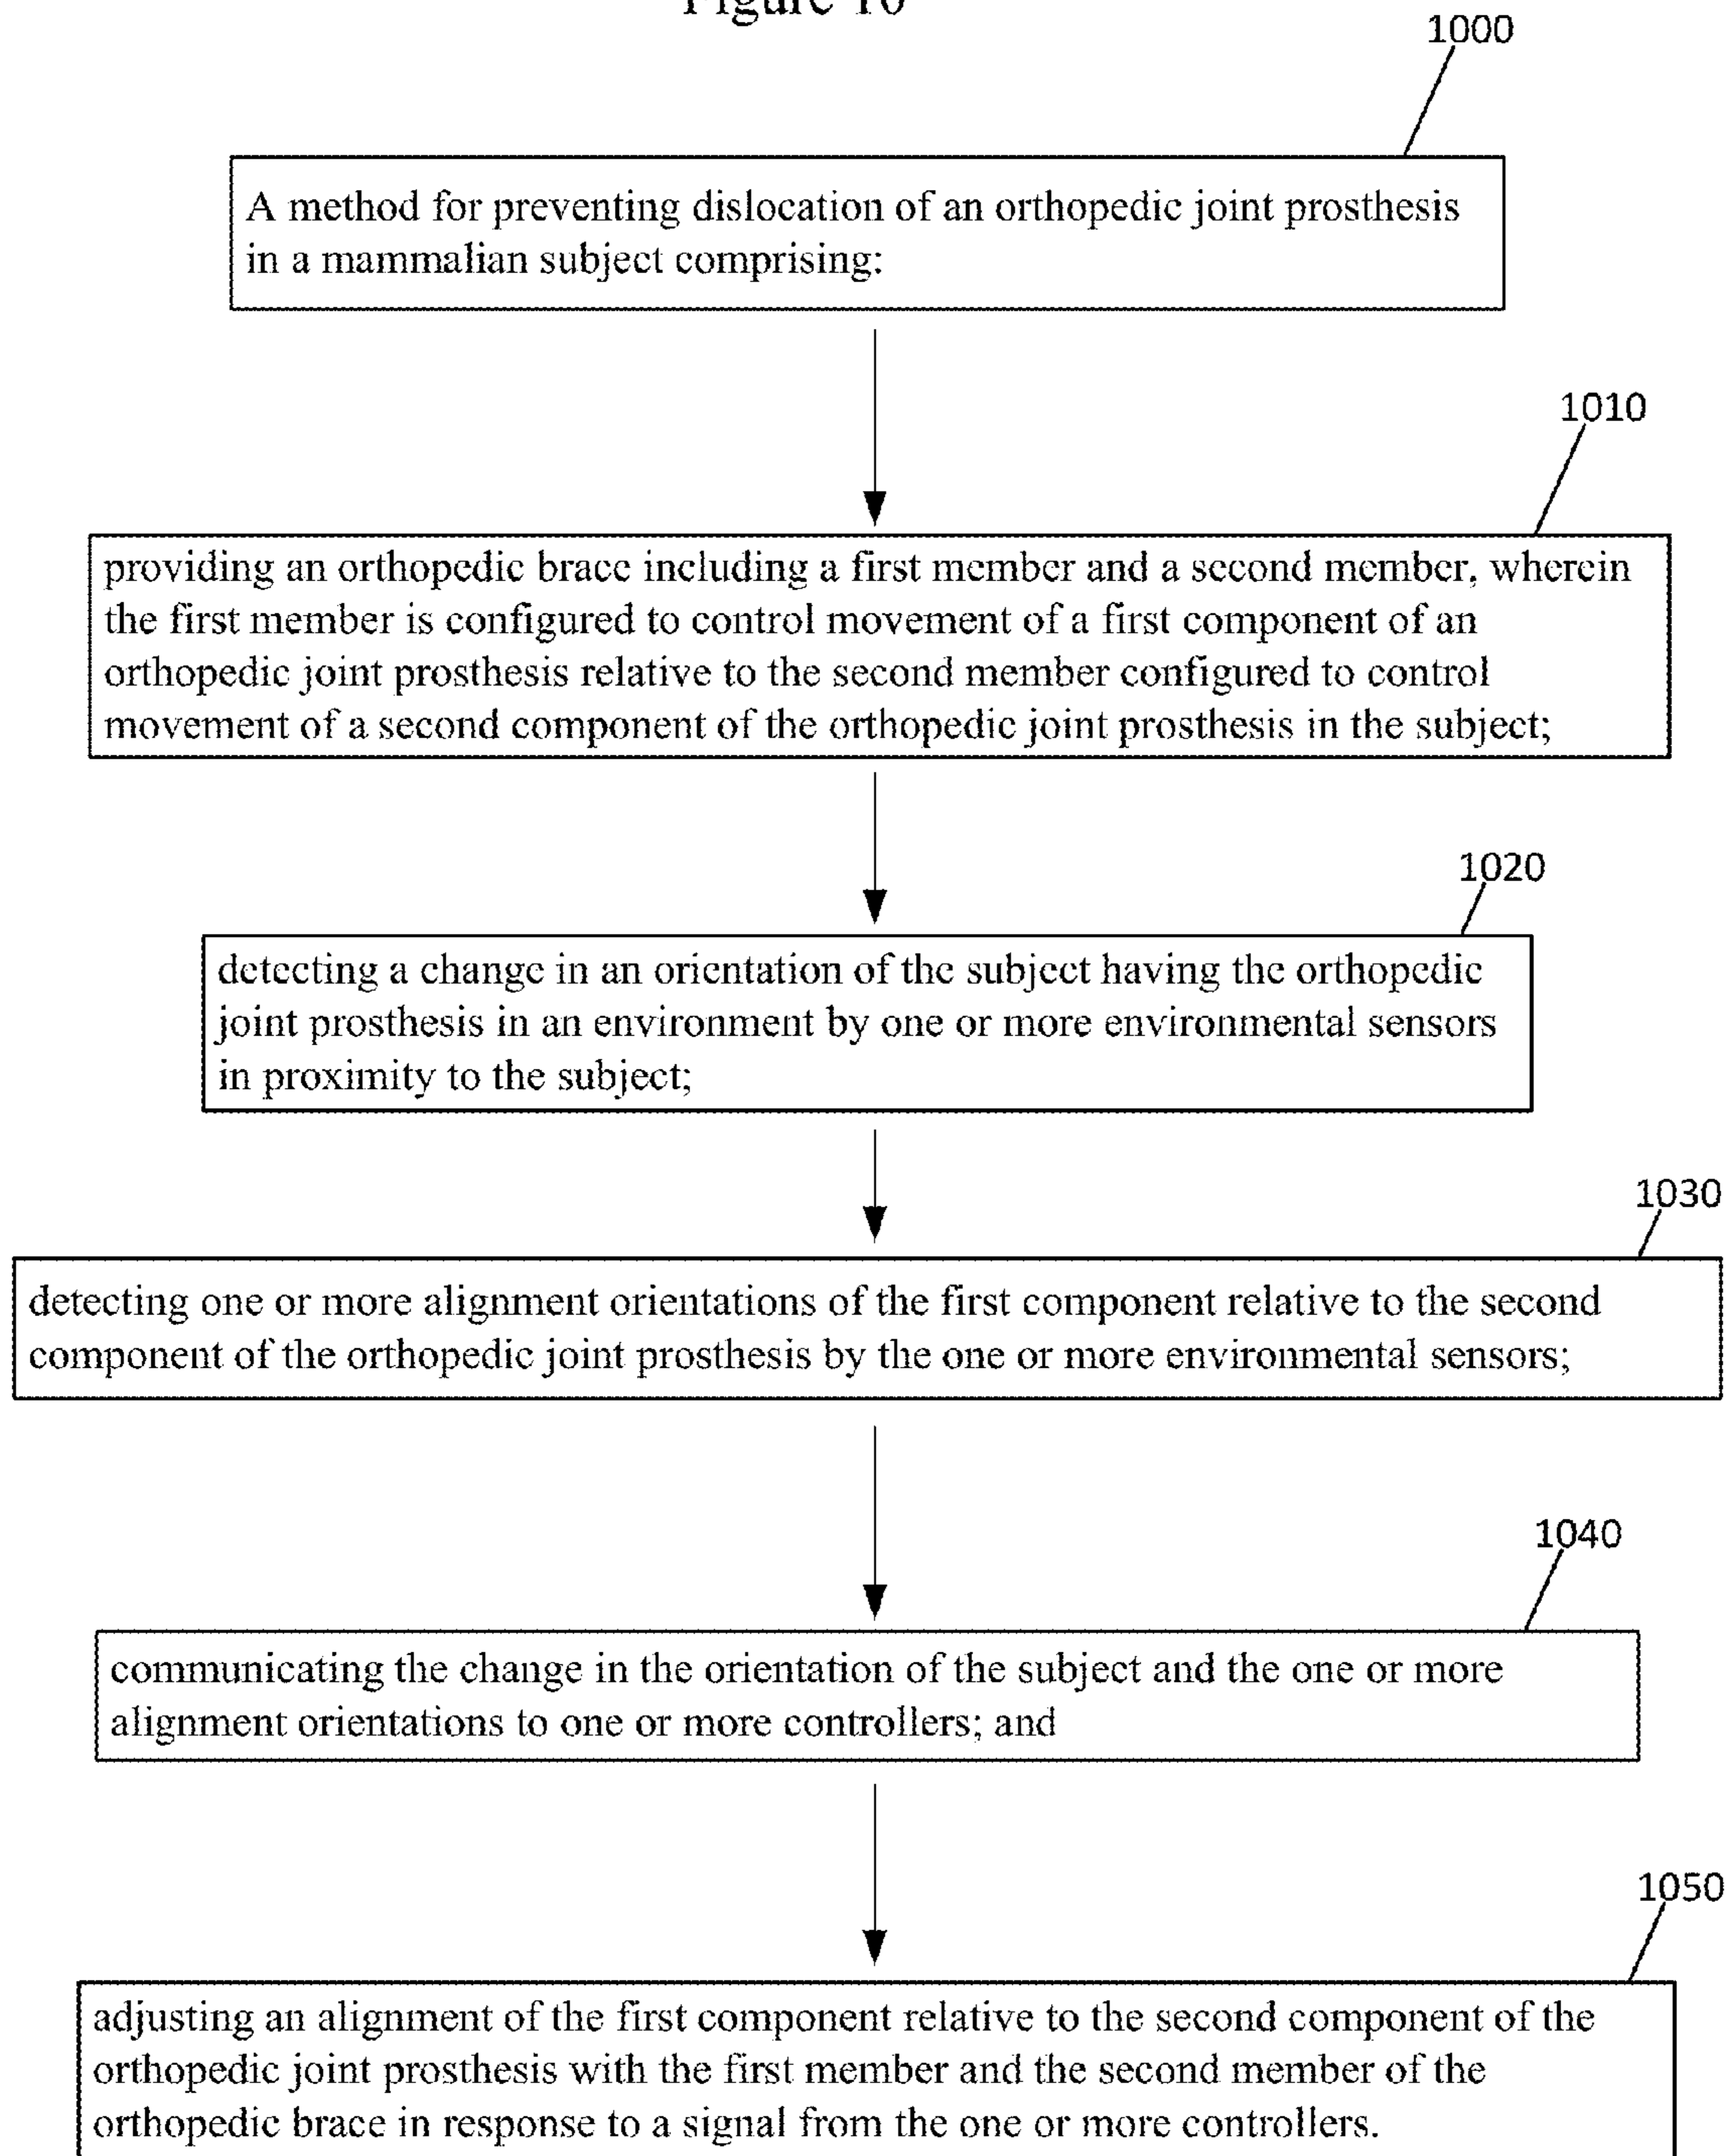 Figure 10
1000
A method for preventing dislocation of an orthopedic joint prosthesis
in a mammalian subject comprising:
1010
providing an orthopedic brace including a first member and a second member, wherein
the first member is configured to control movement of a first component of an
orthopedic joint prosthesis relative to the second member configured to control
movement of a second component of the orthopedic joint prosthesis in the subject;
1020
detecting a change in an orientation of the subject having the orthopedic
joint prosthesis in an environment by one or more environmental sensors
in proximity to the subject;
1030
detecting one or more alignment orientations of the first component relative to the second
component of the orthopedic joint prosthesis by the one or more environmental sensors;
1040
communicating the change in the orientation of the subject and the one or more
alignment orientations to one or more controllers; and
1050
adjusting an alignment of the first component relative to the second component of the
orthopedic joint prosthesis with the first member and the second member of the
orthopedic brace in response to a signal from the one or more controllers.